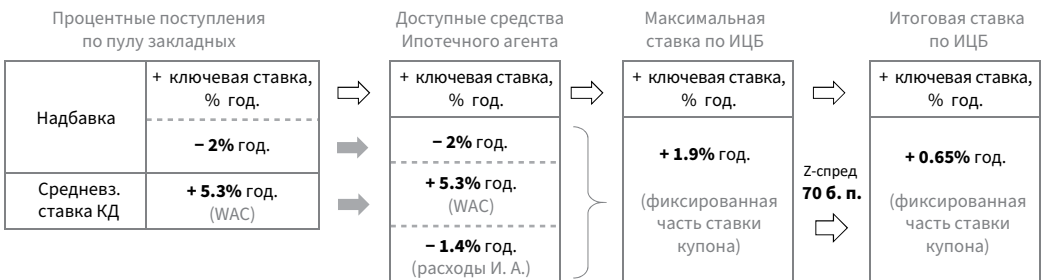 Процентные поступления
по пулу закладных
Доступные средства
Ипотечного агента
Максимальная
ставка по ИЦБ
Итоговая ставка
по ИЦБ
Надбавка
+ ключевая ставка,
% год.
− 2% год.
Средневз.
ставка КД
+ 5.3% год.
(WAC)
+ ключевая ставка,
% год.
− 2% год.
+ 5.3% год.
(WAC)
− 1.4% год.
(расходы И. А.)
+ ключевая ставка,
% год.
+ 1.9% год.
(фиксированная
часть ставки
купона)
Z-спред
70 б. п.
+ ключевая ставка,
% год.
+ 0.65% год.
(фиксированная
часть ставки
купона)